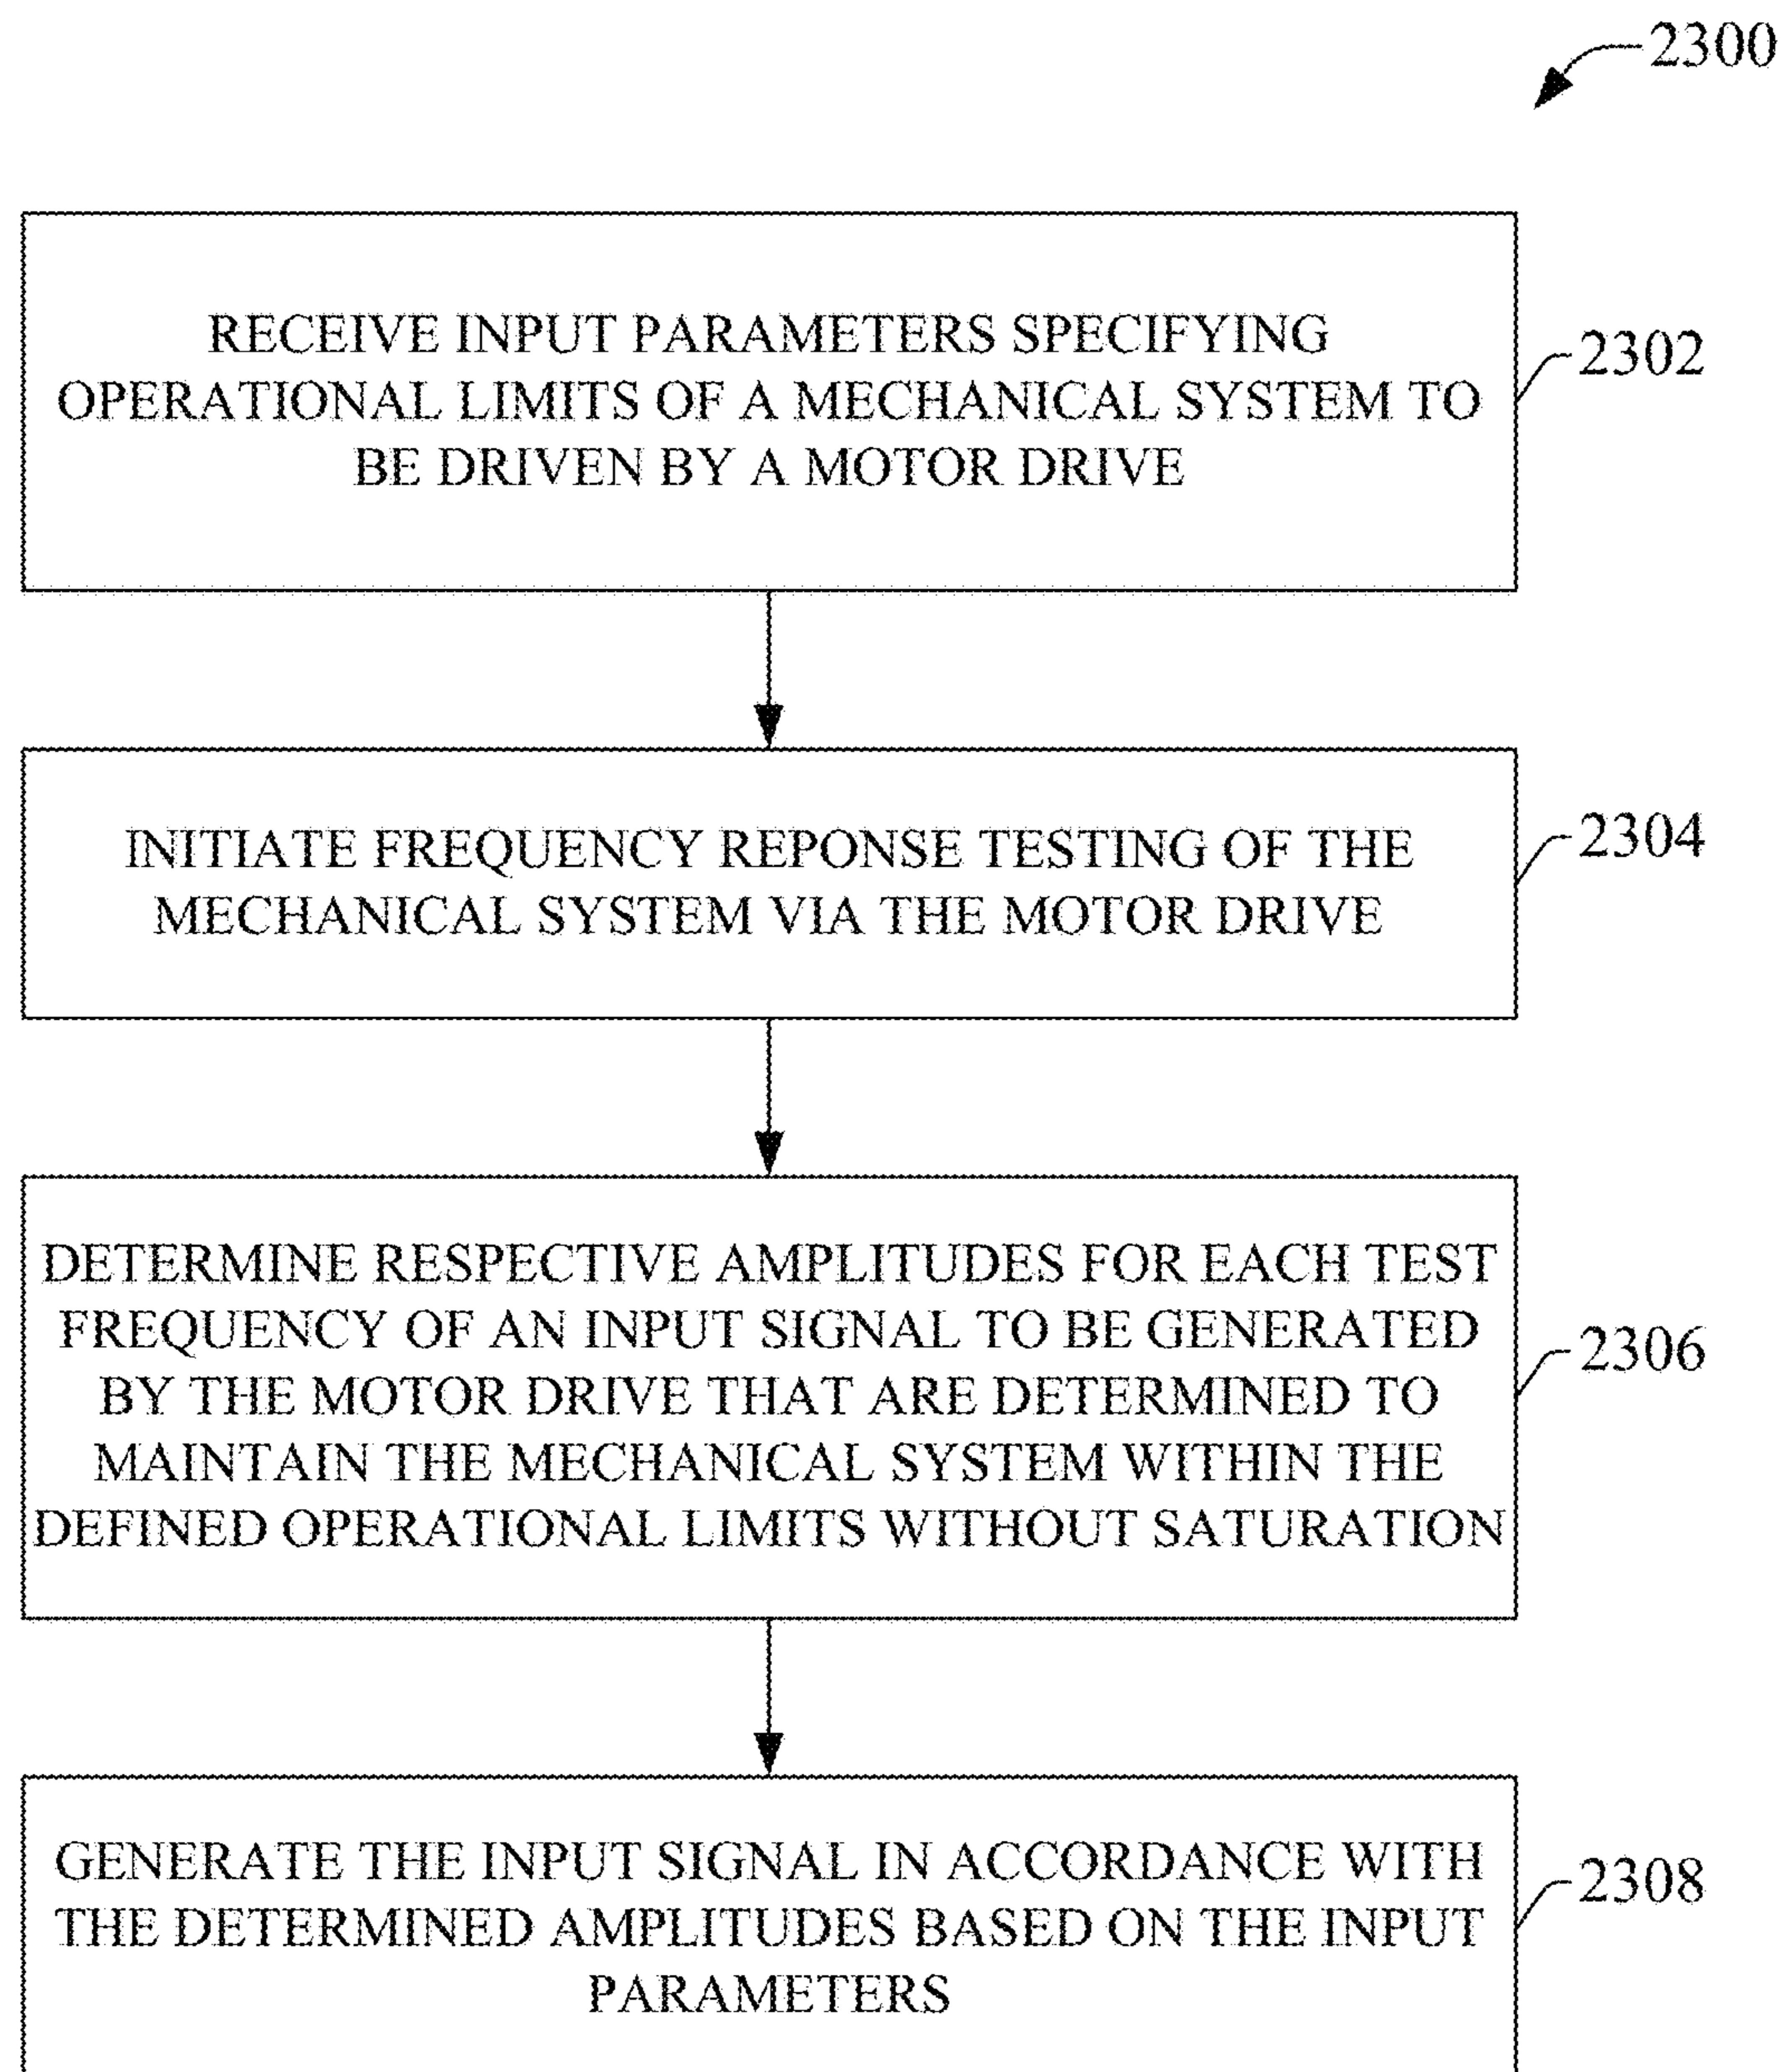 2300
RECEIVE INPUT PARAMETERS SPECIFYING
OPERATIONAL LIMITS OF A MECHANICAL SYSTEM TO
BE DRIVEN BY A MOTOR DRIVE
2302
INITIATE FREQUENCY REPONSE TESTING OF THE
MECHANICAL SYSTEM VIA THE MOTOR DRIVE
2304
DETERMINE RESPECTIVE AMPLITUDES FOR EACH TEST
FREQUENCY OF AN INPUT SIGNAL TO BE GENERATED
BY THE MOTOR DRIVE THAT ARE DETERMINED TO
MAINTAIN THE MECHANICAL SYSTEM WITHIN THE
DEFINED OPERATIONAL LIMITS WITHOUT SATURATION
2306
GENERATE THE INPUT SIGNAL IN ACCORDANCE WITH
THE DETERMINED AMPLITUDES BASED ON THE INPUT
PARAMETERS
2308